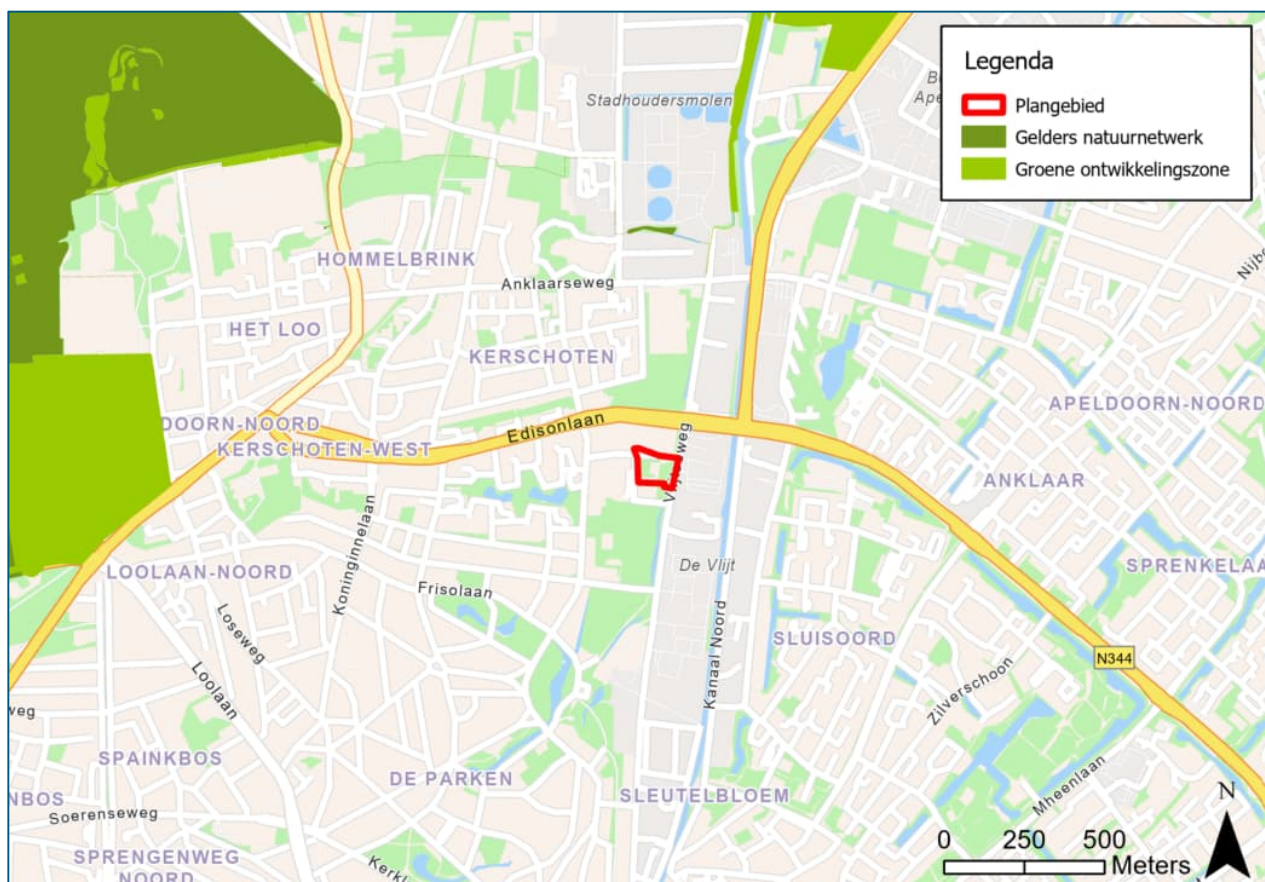 Legenda
Plangebied
Gelders natuurnetwerk
Groene ontwikkelingszone
Stadhoudersmolen
HOMMELBRINK
Anklaarseweg
HET LOO
KERSCHOTEN
APELDOORN-NOORD
DOORN-NOORD
Edisonlaan
KERSCHOTEN-WEST
ANKLAAR
Koninginnelaan
De Vlijt
LOOLAAN-NOORD
Frisolaan
SPRENKELAA
Loseweg
Kanaal Noord
SLUISOORD
N344
Loolaan
Zilverschoon
weg
SPAINKBOS
DE PARKEN
SLEUTELBLOEM
Mheenlaan
NBOS
Soerenseweg
N
0 250 500
Meters
SPRENGENWEG
NOORD